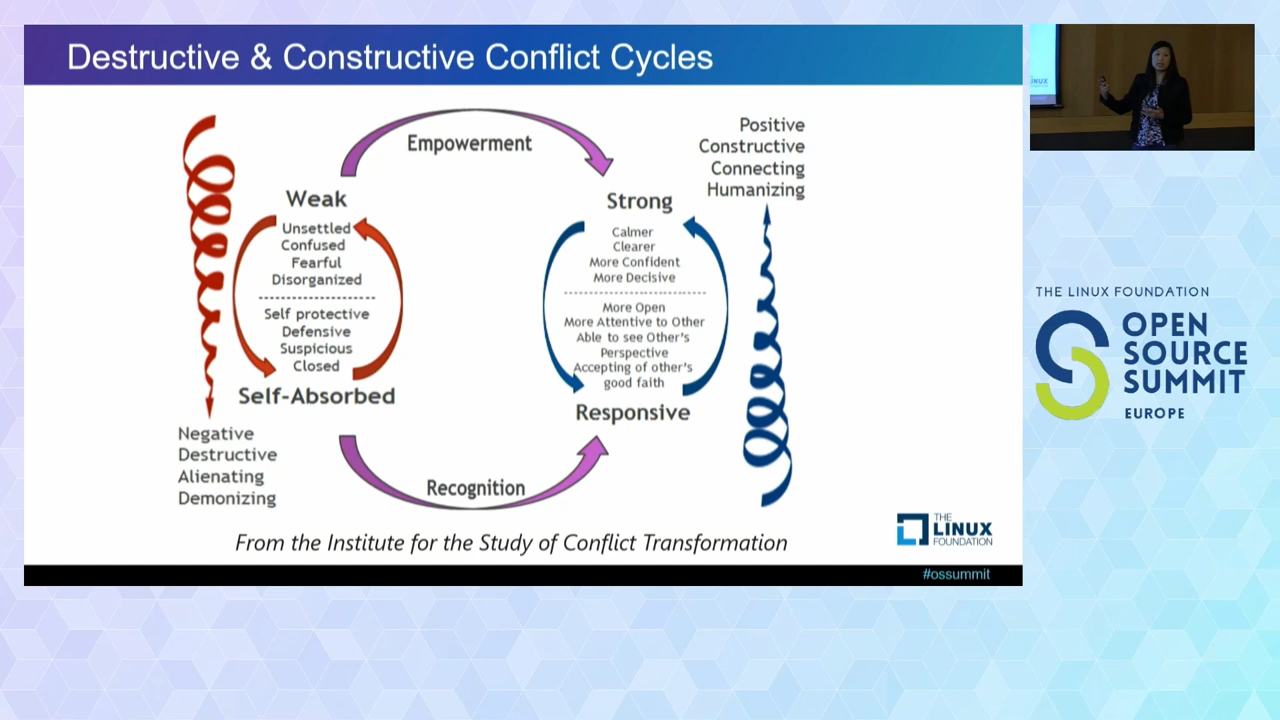 Destructive & Constructive Conflict Cycles
Empowerment
Positive
Constructive
Connecting
Humanizing
Weak
Unsettled
Confused
Fearful
Disorganized
Self protective
Defensive
Suspicious
Closed
Self-Absorbed
Strong
Calmer
Clearer
More Confident
More Decisive
More Open
More Attentive to Other
Able to see Other's
Perspective
Accepting of other's
good faith
Responsive
Negative
Destructive
Alienating
Demonizing
Recognition
From the Institute for the Study of Conflict Transformation
THE
LINUX
FOUNDATION
#ossummit
LINUX
THE LINUX FOUNDATION
OPEN
SOURCE
SUMMIT
EUROPE